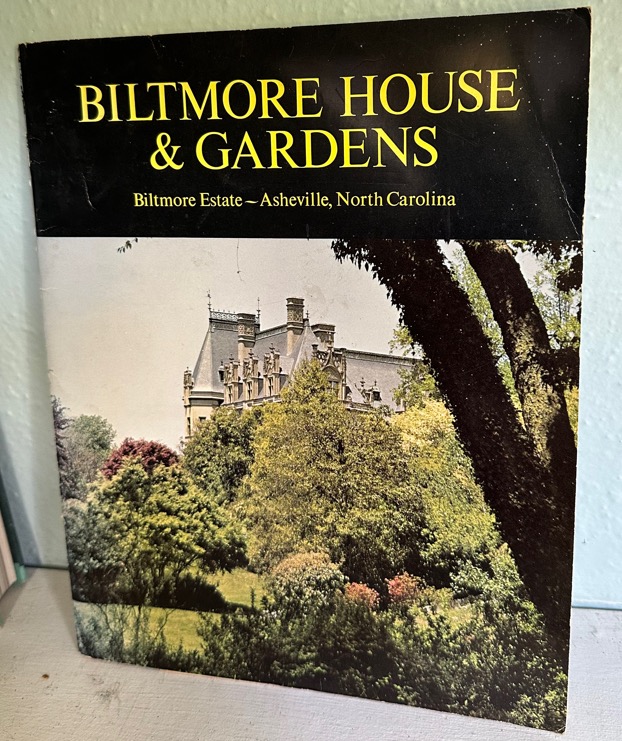 BILTMORE HOUSE
& GARDENS
Biltmore Estate – Asheville, North Carolina